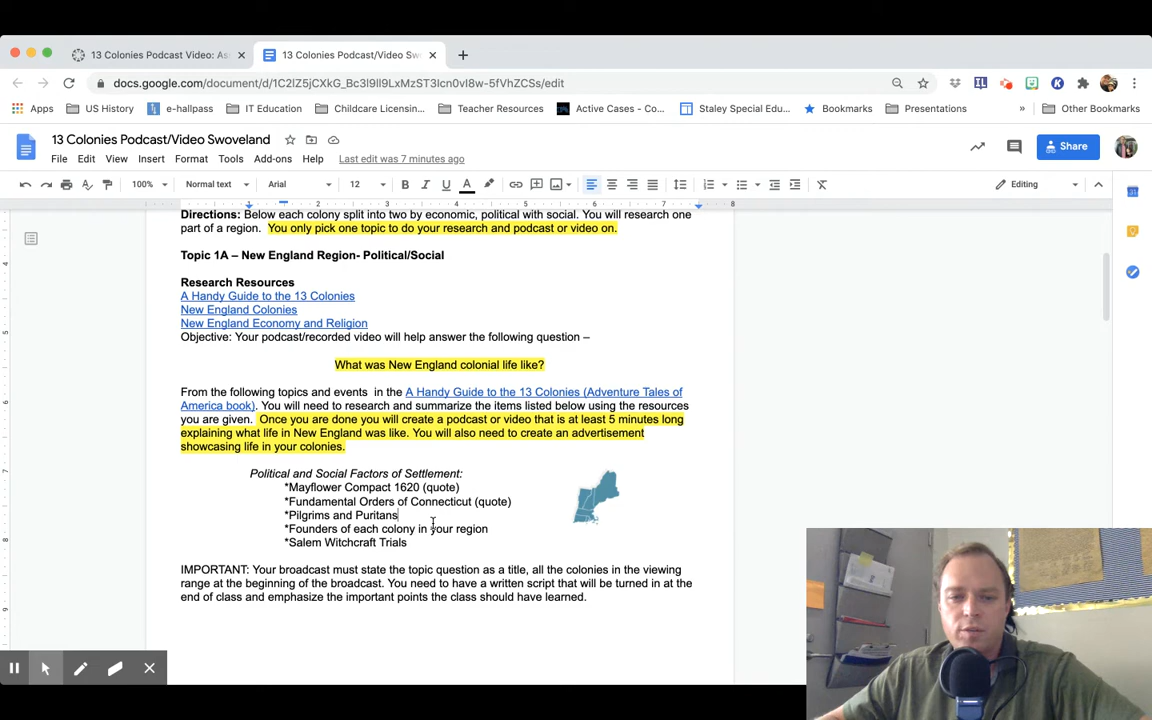 13 Colonies Podcast Video: As
13 Colonies Podcast/Video Swo
docs.google.com/document/d/1C2lZ5jCXkG_Bc3l9ll9LxMzST3Icn0vI8w-5fVhZCSs/edit
Apps US History e-hallpass IT Education Childcare Licensin... Teacher Resources Active Cases - Co... Staley Special Edu... Bookmarks Presentations » Other Bookmarks
13 Colonies Podcast/Video Swoveland
File Edit View Insert Format Tools Add-ons Help Last edit was 7 minutes ago
Share
100% Normal text Arial 12 B I U A Editing
1 2 3 4 5 6 7 8
Directions: Below each colony split into two by economic, political with social. You will research one
part of a region. You only pick one topic to do your research and podcast or video on.
Topic 1A – New England Region- Political/Social
Research Resources
A Handy Guide to the 13 Colonies
New England Colonies
New England Economy and Religion
Objective: Your podcast/recorded video will help answer the following question –
What was New England colonial life like?
From the following topics and events in the A Handy Guide to the 13 Colonies (Adventure Tales of
America book). You will need to research and summarize the items listed below using the resources
you are given. Once you are done you will create a podcast or video that is at least 5 minutes long
explaining what life in New England was like. You will also need to create an advertisement
showcasing life in your colonies.
Political and Social Factors of Settlement:
*Mayflower Compact 1620 (quote)
*Fundamental Orders of Connecticut (quote)
*Pilgrims and Puritans
*Founders of each colony in your region
*Salem Witchcraft Trials
IMPORTANT: Your broadcast must state the topic question as a title, all the colonies in the viewing
range at the beginning of the broadcast. You need to have a written script that will be turned in at the
end of class and emphasize the important points the class should have learned.